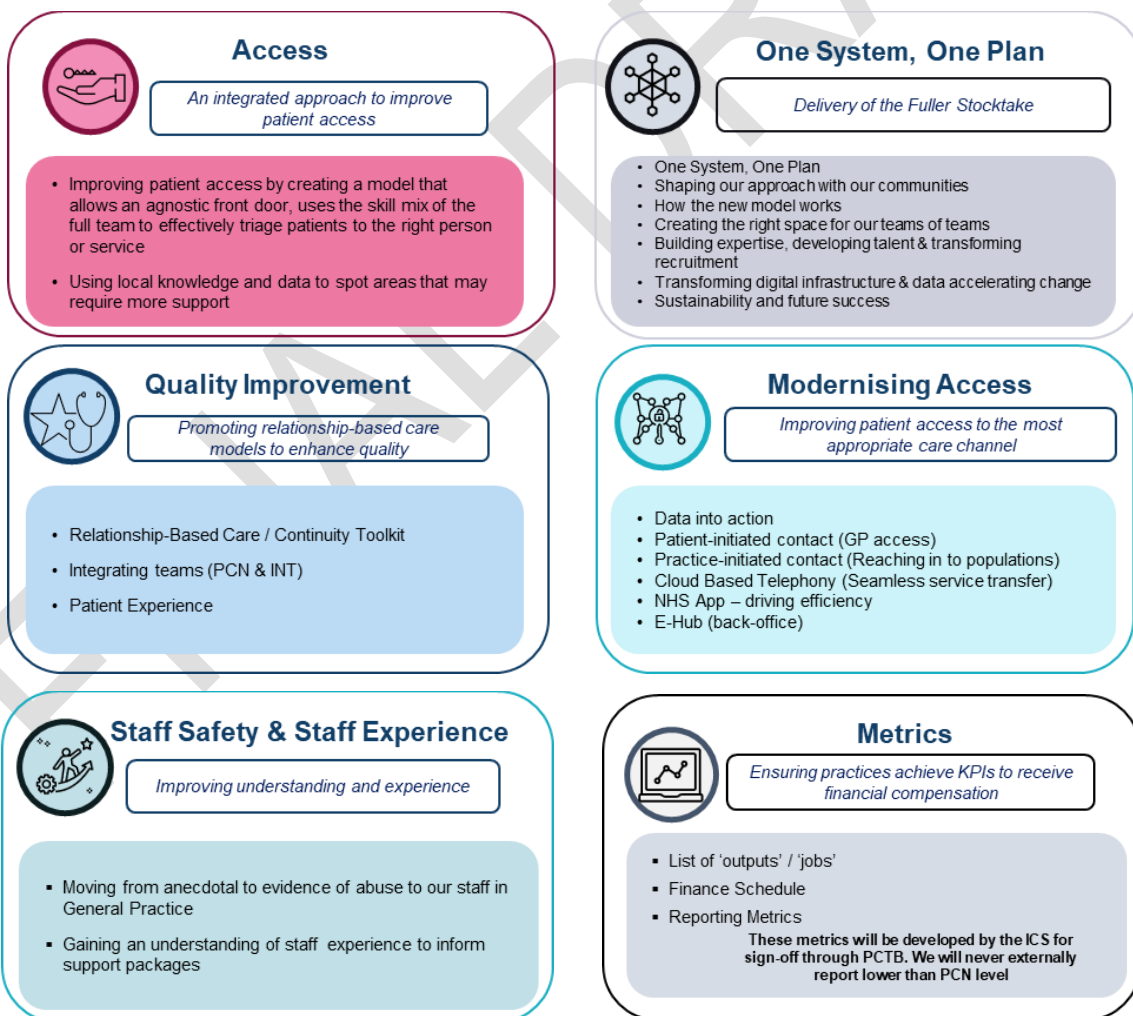 Access
An integrated approach to improve
patient access
• Improving patient access by creating a model that
allows an agnostic front door, uses the skill mix of the
full team to effectively triage patients to the right person
or service
• Using local knowledge and data to spot areas that may
require more support
One System, One Plan
Delivery of the Fuller Stocktake
• One System, One Plan
• Shaping our approach with our communities
• How the new model works
• Creating the right space for our teams of teams
• Building expertise, developing talent & transforming
recruitment
• Transforming digital infrastructure & data accelerating change
• Sustainability and future success
Quality Improvement
Promoting relationship-based care
models to enhance quality
• Relationship-Based Care / Continuity Toolkit
• Integrating teams (PCN & INT)
• Patient Experience
Modernising Access
Improving patient access to the most
appropriate care channel
• Data into action
• Patient-initiated contact (GP access)
• Practice-initiated contact (Reaching in to populations)
• Cloud Based Telephony (Seamless service transfer)
• NHS App – driving efficiency
• E-Hub (back-office)
Staff Safety & Staff Experience
Improving understanding and experience
▪ Moving from anecdotal to evidence of abuse to our staff in
General Practice
▪ Gaining an understanding of staff experience to inform
support packages
Metrics
Ensuring practices achieve KPIs to receive
financial compensation
▪ List of ‘outputs’ / ‘jobs’
▪ Finance Schedule
▪ Reporting Metrics
These metrics will be developed by the ICS for
sign-off through PCTB. We will never externally
report lower than PCN level